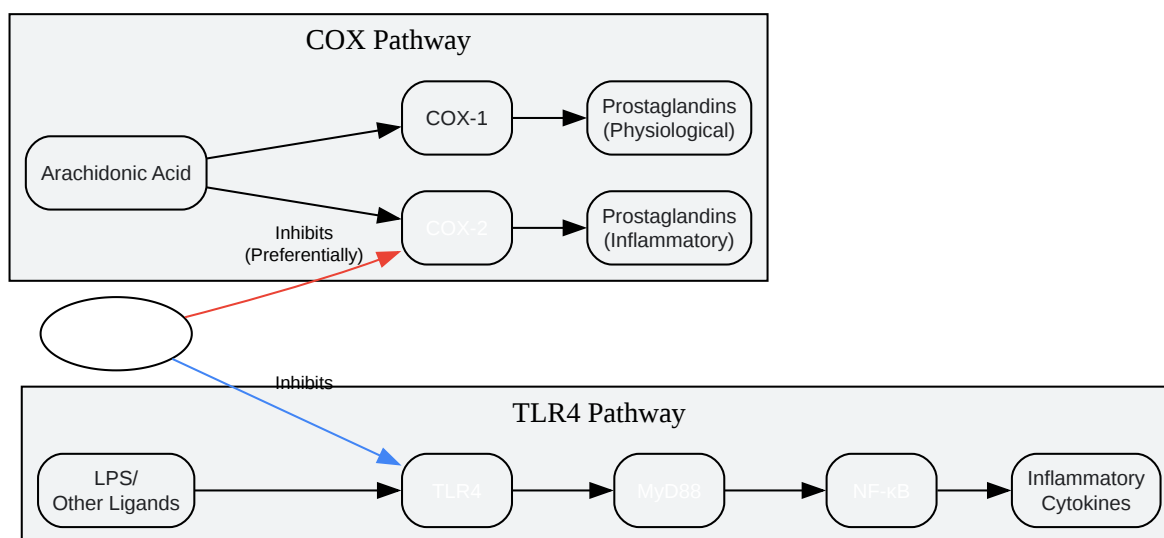 COX Pathway
COX-1
Prostaglandins
(Physiological)
Arachidonic Acid
COX-2
Prostaglandins
(Inflammatory)
Inhibits
(Preferentially)
Inhibits
TLR4 Pathway
LPS/
Other Ligands
TLR4
MyD88
NF-κB
Inflammatory
Cytokines